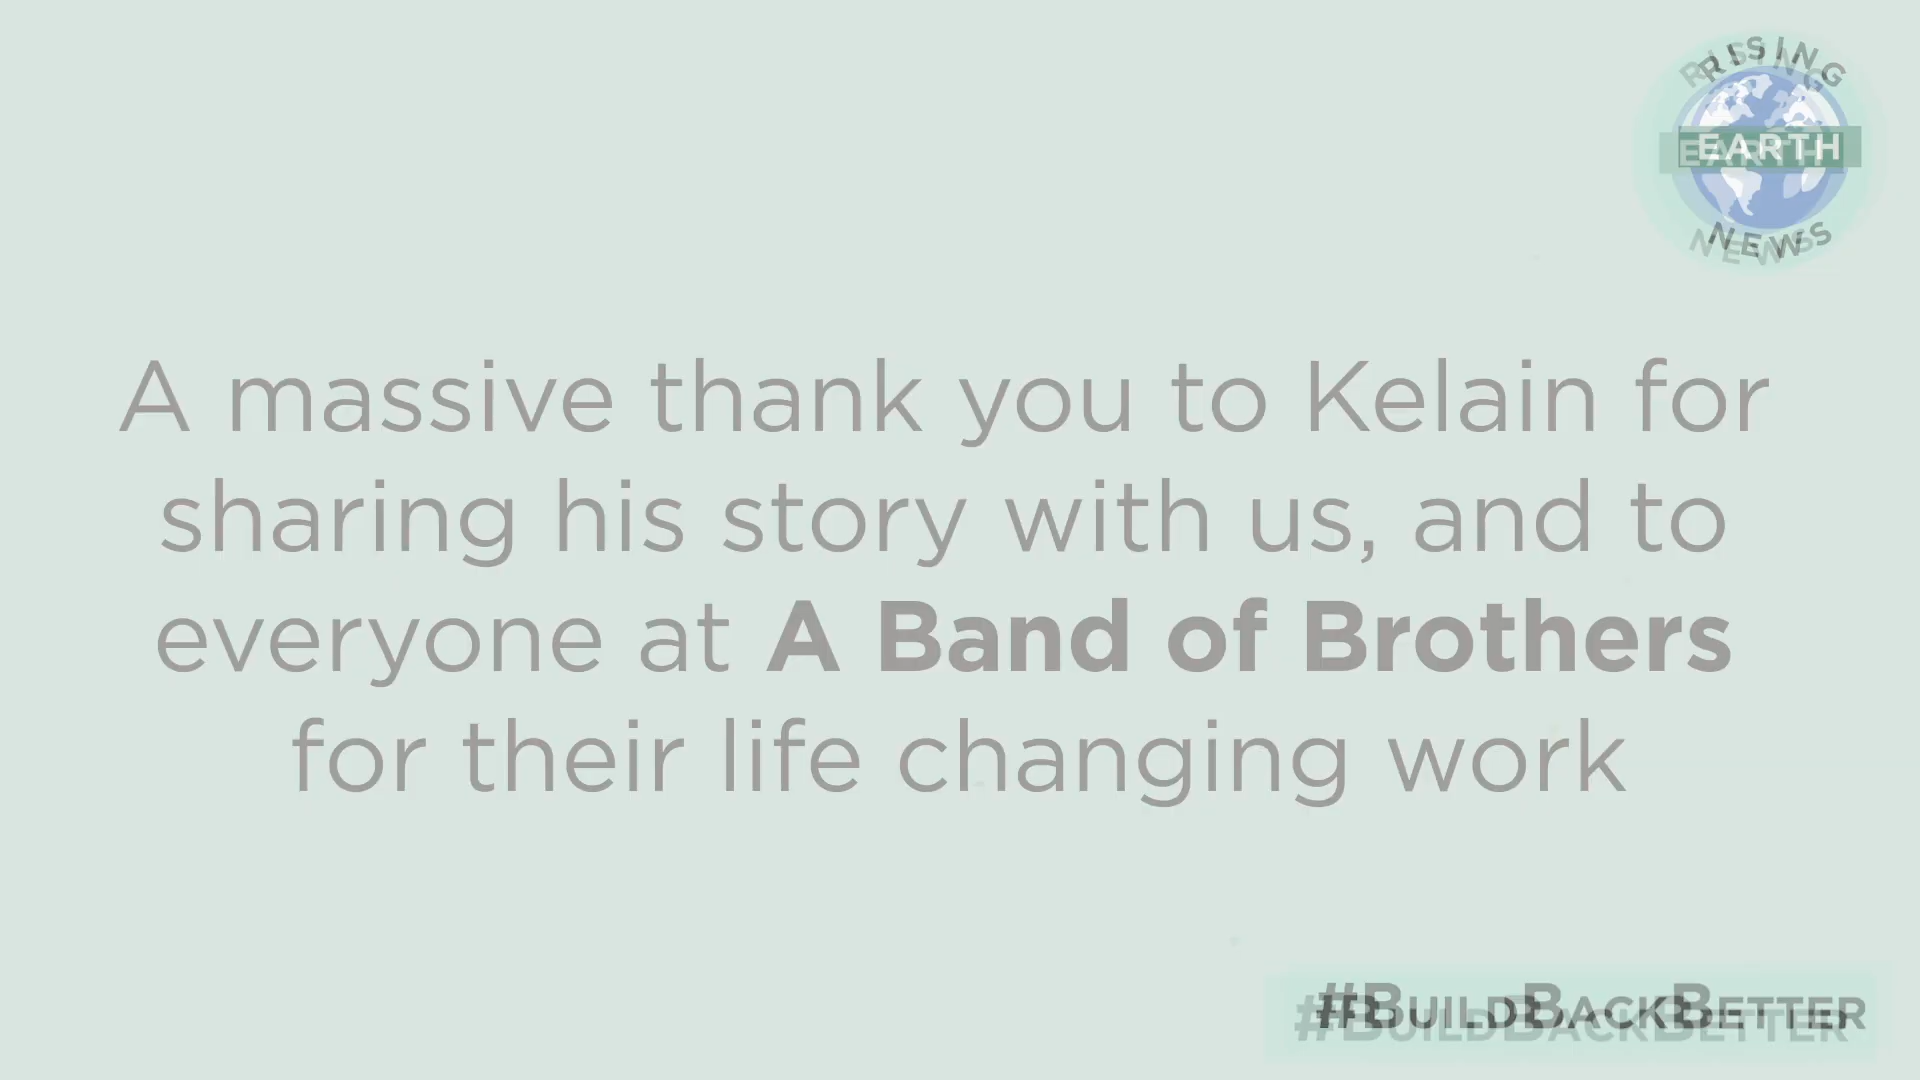 RISING
EARTH
NEWS
A massive thank you to Kelain for
sharing his story with us, and to
everyone at A Band of Brothers
for their life changing work
#BuildBackBetter